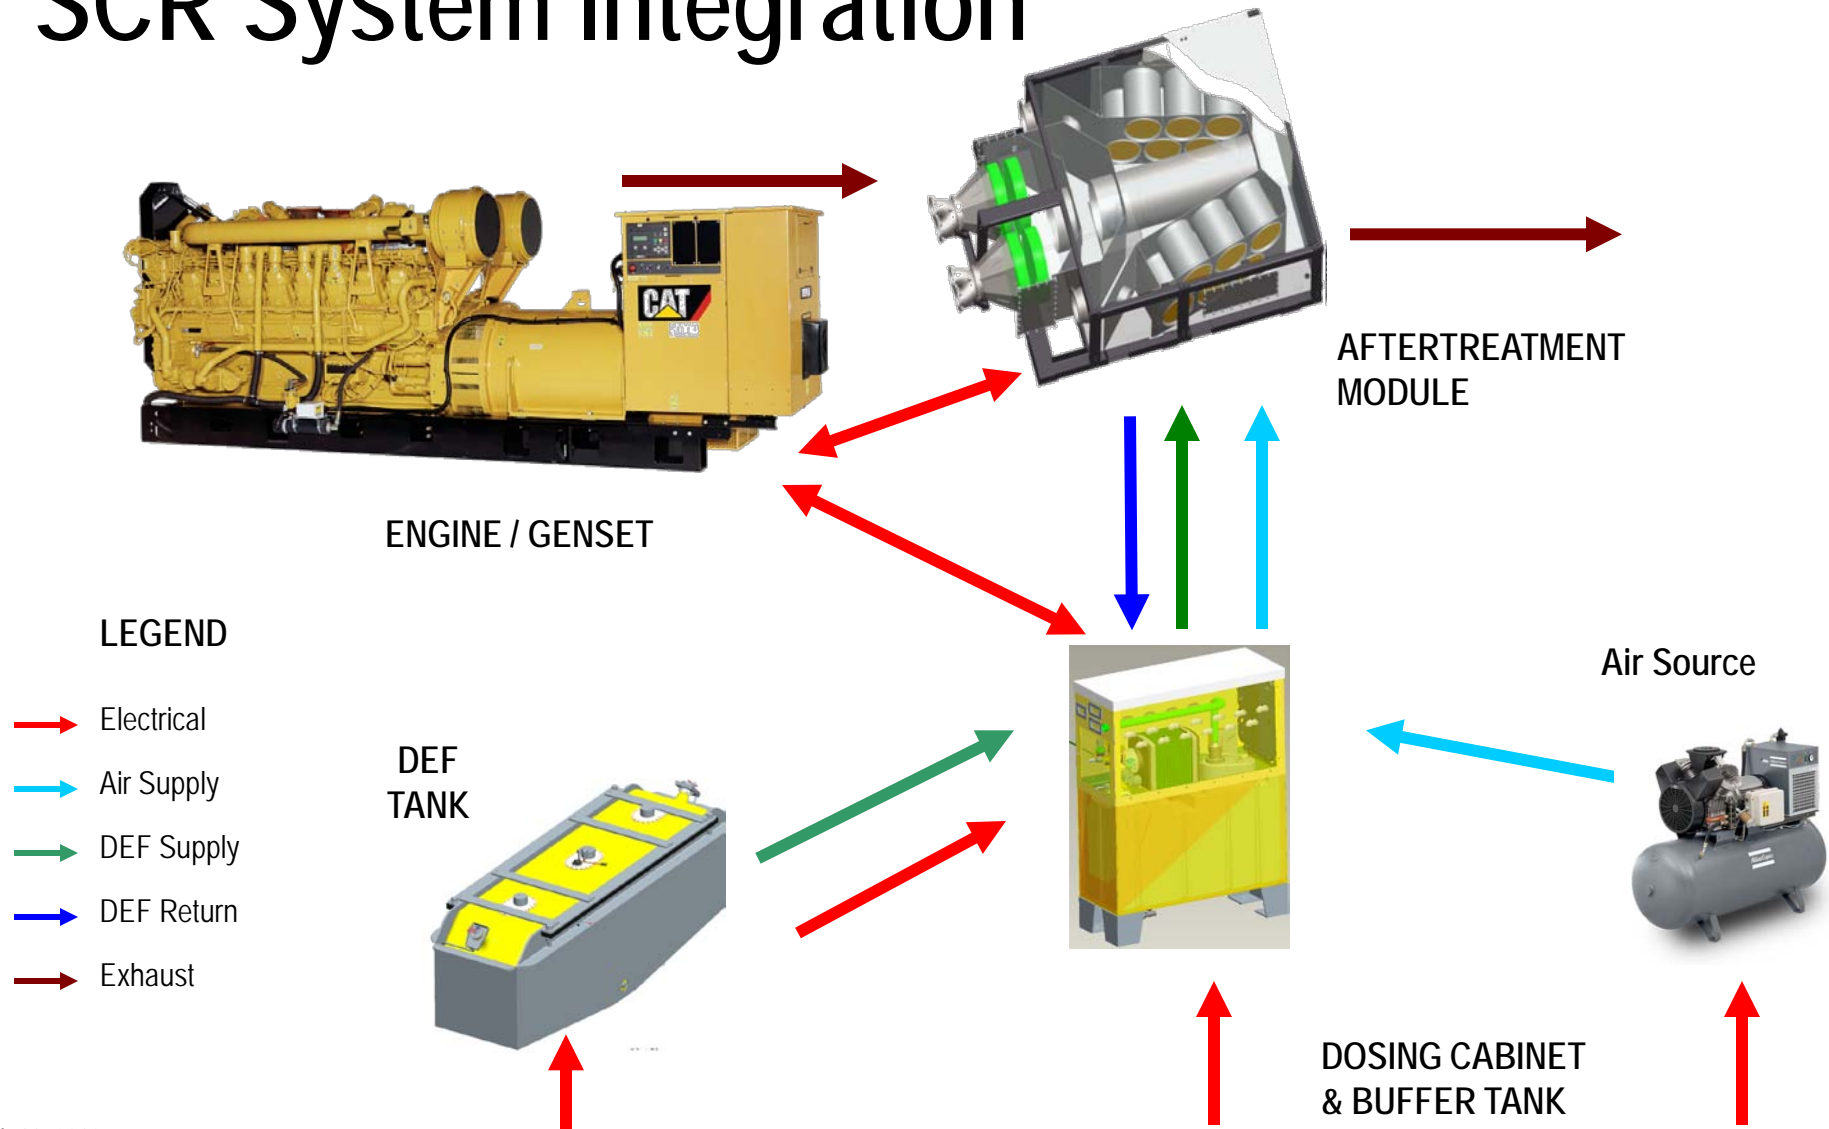 SCR System Integration
AFTERTREATMENT
MODULE
CAT
ENGINE / GENSET
LEGEND
Electrical
Air Supply
DEF Supply
DEF Return
Exhaust
DEF
TANK
Air Source
DOSING CABINET
& BUFFER TANK